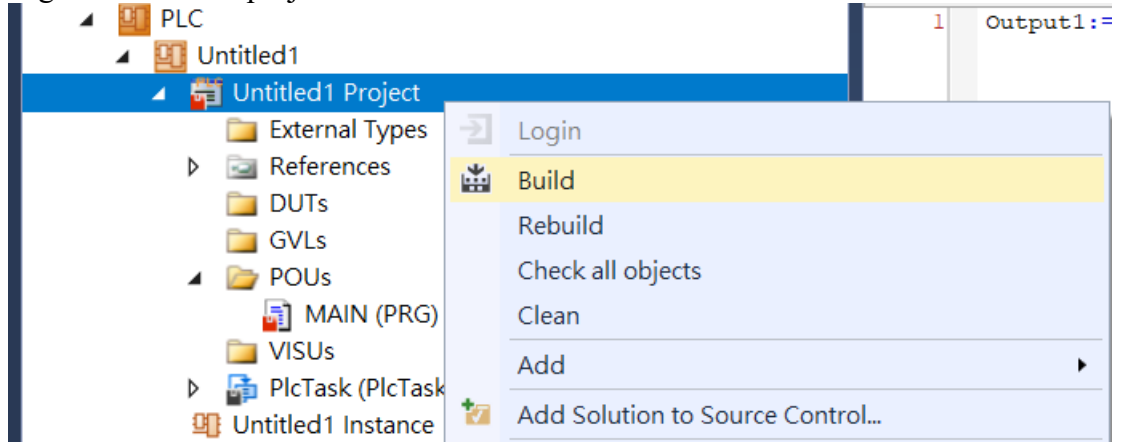 PLC
Untitled1
Untitled1 Project
External Types
References
DUTs
GVLs
POUs
MAIN (PRG)
VISUs
PlcTask (PlcTask
Untitled1 Instance
Login
Build
Rebuild
Check all objects
Clean
Add
Add Solution to Source Control...
1 Output1:=